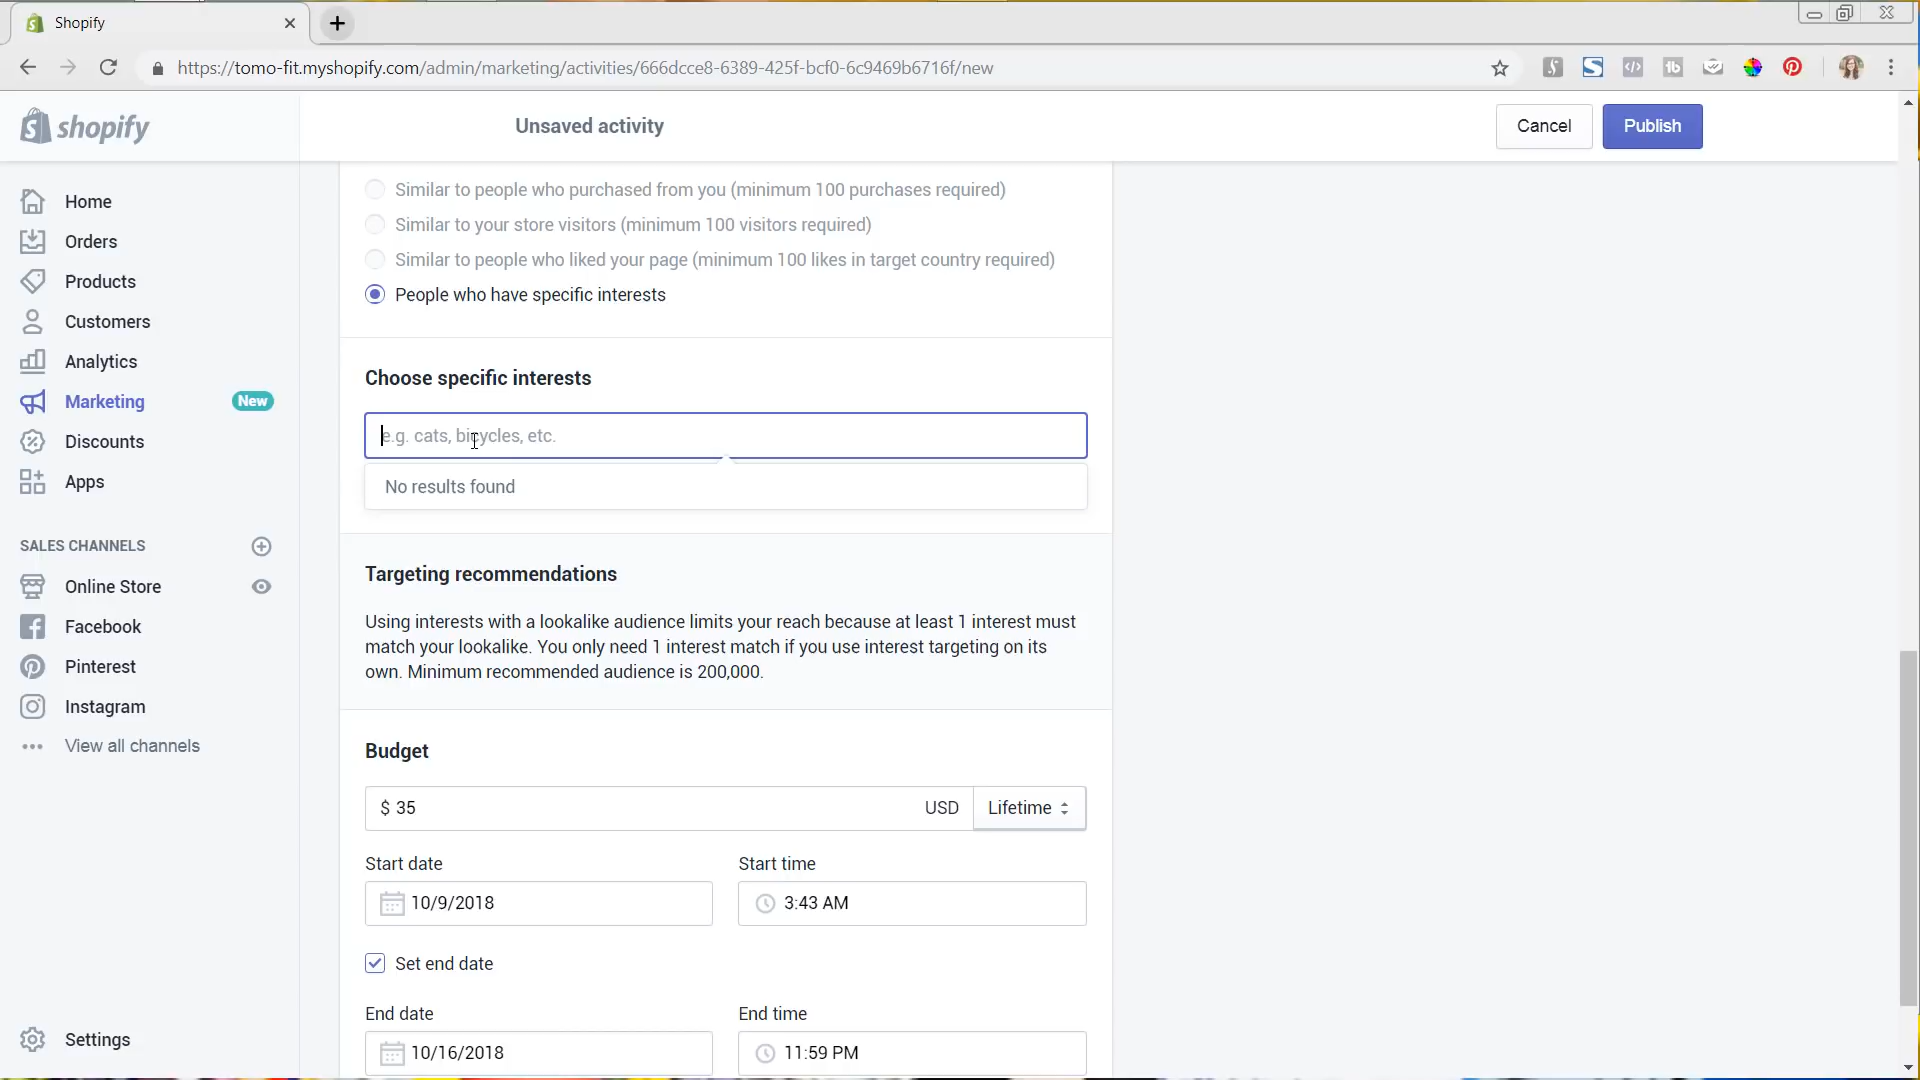 Shopify
https://tomo-fit.myshopify.com/admin/marketing/activities/666dcce8-6389-425f-bcf0-6c9469b6716f/new
shopify
Unsaved activity
Cancel
Publish
Home
Orders
Products
Customers
Analytics
Marketing
New
Discounts
Apps
SALES CHANNELS
Online Store
Facebook
Pinterest
Instagram
View all channels
Settings
Similar to people who purchased from you (minimum 100 purchases required)
Similar to your store visitors (minimum 100 visitors required)
Similar to people who liked your page (minimum 100 likes in target country required)
People who have specific interests
Choose specific interests
e.g. cats, bicycles, etc.
No results found
Targeting recommendations
Using interests with a lookalike audience limits your reach because at least 1 interest must
match your lookalike. You only need 1 interest match if you use interest targeting on its
own. Minimum recommended audience is 200,000.
Budget
$ 35 USD Lifetime
Start date
Start time
10/9/2018
3:43 AM
Set end date
End date
End time
10/16/2018
11:59 PM